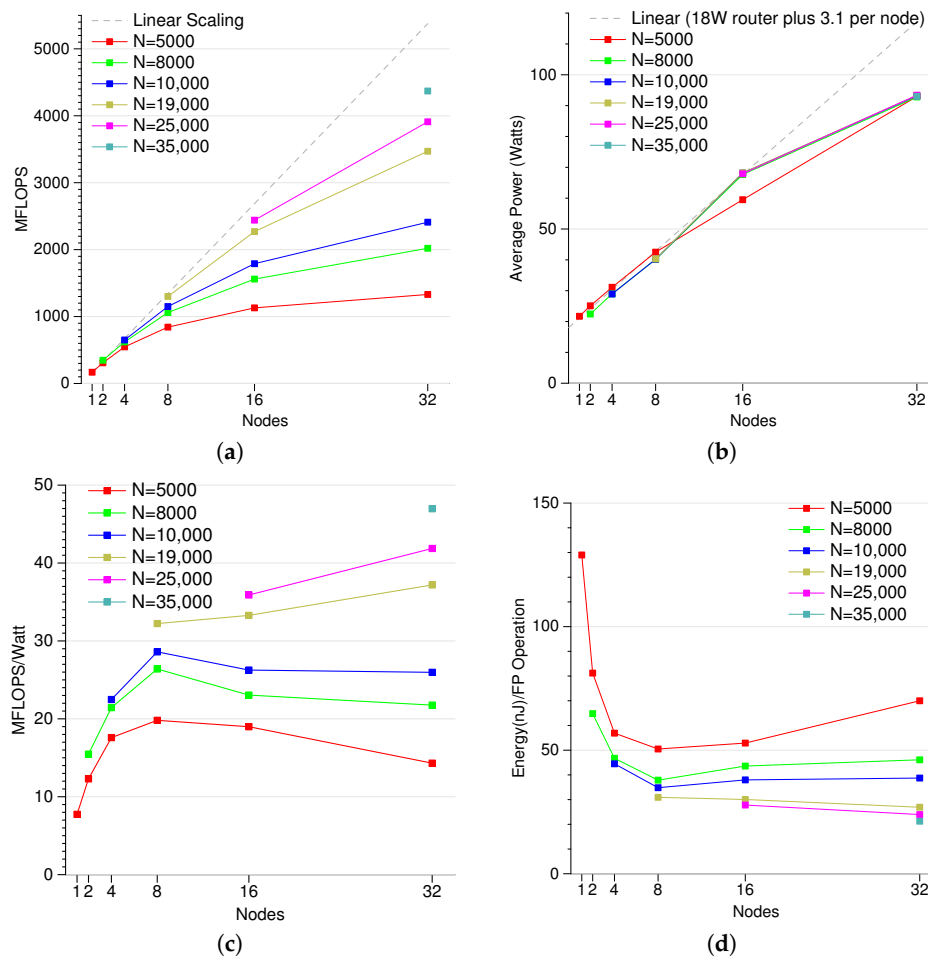 Linear Scaling
N=5000
N=8000
N=10,000
N=19,000
N=25,000
N=35,000
5000
4000
3000
2000
1000
0
MFLOPS
1 2 4 8 16 32
Nodes
(a)
Linear (18W router plus 3.1 per node)
N=5000
N=8000
N=10,000
N=19,000
N=25,000
N=35,000
100
50
0
Average Power (Watts)
1 2 4 8 16 32
Nodes
(b)
50
40
30
20
10
0
MFLOPS/Watt
N=5000
N=8000
N=10,000
N=19,000
N=25,000
N=35,000
1 2 4 8 16 32
Nodes
(c)
150
100
50
0
Energy(nJ)/FP Operation
N=5000
N=8000
N=10,000
N=19,000
N=25,000
N=35,000
1 2 4 8 16 32
Nodes
(d)